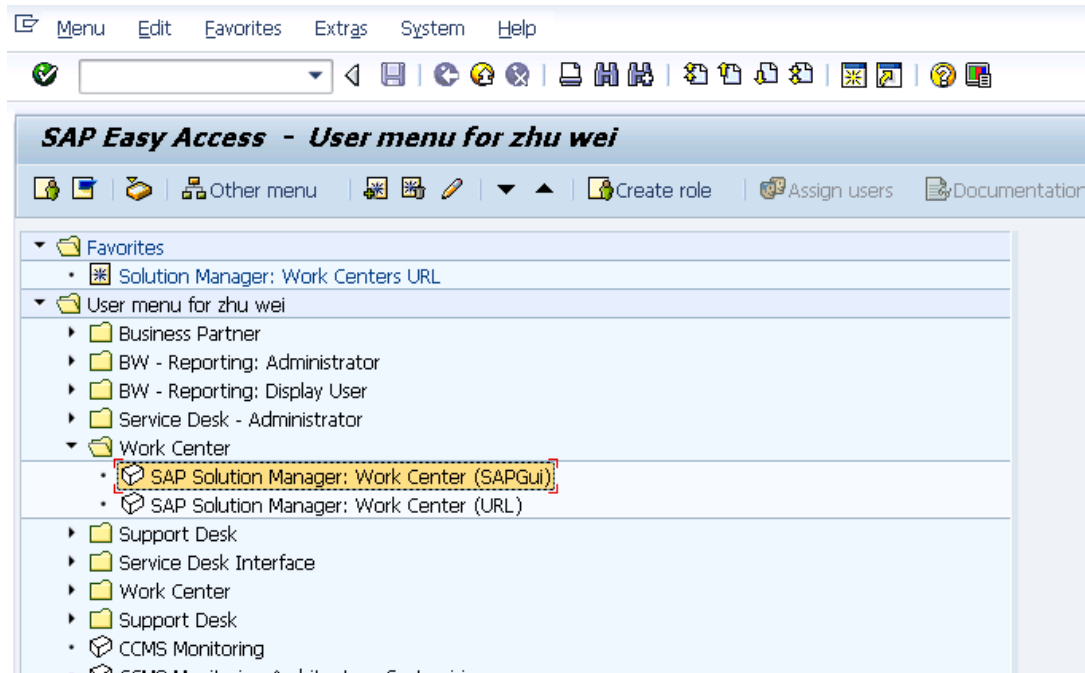 Menu Edit Favorites Extras System Help
SAP Easy Access - User menu for zhu wei
Other menu Create role Assign users Documentation
Favorites
Solution Manager: Work Centers URL
User menu for zhu wei
Business Partner
BW - Reporting: Administrator
BW - Reporting: Display User
Service Desk - Administrator
Work Center
SAP Solution Manager: Work Center (SAPGui)
SAP Solution Manager: Work Center (URL)
Support Desk
Service Desk Interface
Work Center
Support Desk
CCMS Monitoring